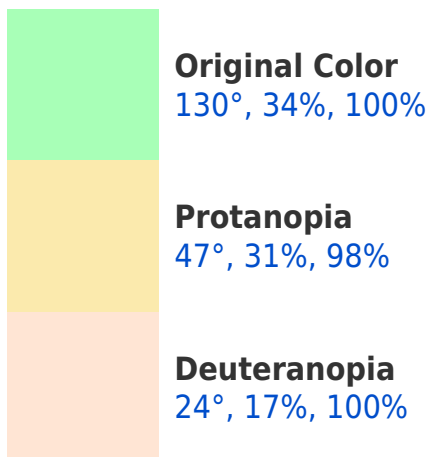 Original Color
130°, 34%, 100%
Protanopia
47°, 31%, 98%
Deuteranopia
24°, 17%, 100%